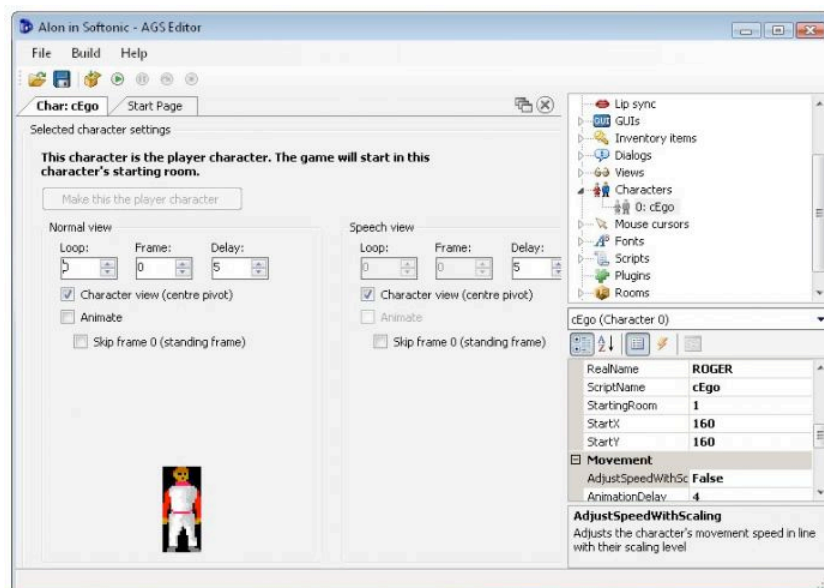 Alon in Softonic - AGS Editor
File Build Help
Char: cEgo Start Page
Selected character settings
This character is the player character. The game will start in this
character's starting room.
Make this the player character
Normal view
Loop: Frame: Delay:
0 5
Character view (centre pivot)
Animate
Skip frame 0 (standing frame)
Speech view
Loop: Frame: Delay:
0 0 5
Character view (centre pivot)
Animate
Skip frame 0 (standing frame)
Lip sync
GUI GUIs
Inventory items
Dialogs
Views
Characters
0: cEgo
Mouse cursors
Fonts
Scripts
Plugins
Rooms
cEgo (Character 0)
RealName ROGER
ScriptName cEgo
StartingRoom 1
StartX 160
StartY 160
Movement
AdjustSpeedWithSc False
AnimationDelay 4
AdjustSpeedWithScaling
Adjusts the character's movement speed in line
with their scaling level